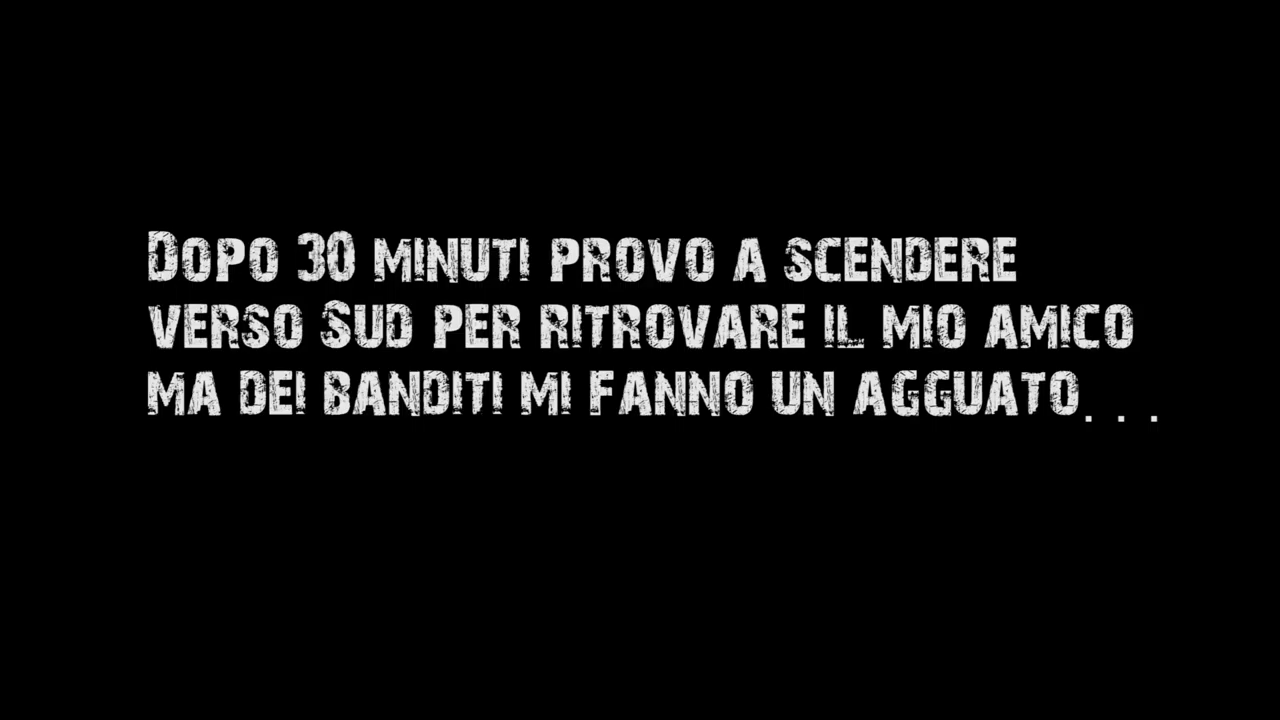 Dopo 30 minuti provo a scendere
verso Sud per ritrovare il mio amico
ma dei banditi mi fanno un agguato...